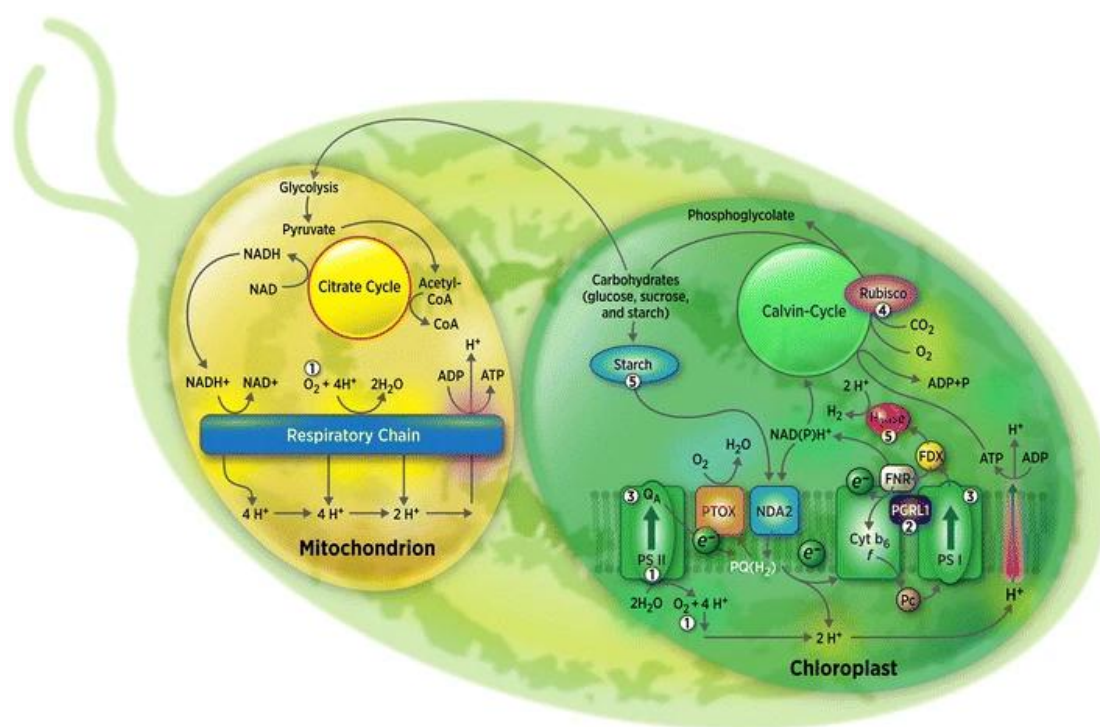 Glycolysis
Pyruvate
NADH
NAD
Citrate Cycle
Acetyl-
CoA
CoA
H⁺
NADH+
NAD+
①
O₂ + 4H⁺
2H₂O
ADP
ATP
Respiratory Chain
4 H⁺
4 H⁺
2 H⁺
Mitochondrion
Phosphoglycolate
Carbohydrates
(glucose, sucrose,
and starch)
Starch
⑤
Calvin-Cycle
Rubisco
④
CO₂
O₂
ADP+P
2 H⁺
H₂
⑤
NAD(P)H⁺
FDX
ATP
H⁺
ADP
O₂
H₂O
③ Q_A
PTOX
NDA2
e⁻
FNR
PGRL1
②
③
PS II
①
e⁻
PQ(H₂)
e⁻
Cyt b₆
f
PS I
Pc
H⁺
2H₂O
O₂ + 4 H⁺
①
2 H⁺
Chloroplast